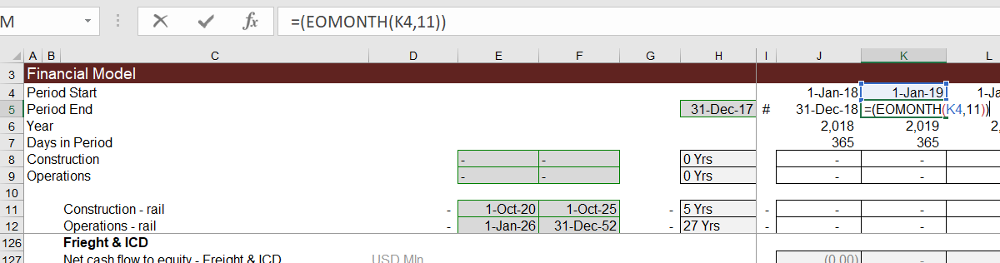 M =(EOMONTH(K4,11))
A B C D E F G H I J K L
3 Financial Model
4 Period Start 1-Jan-18 1-Jan-19 1-Ja
5 Period End 31-Dec-17 # 31-Dec-18 =(EOMONTH(K4,11))
6 Year 2,018 2,019 2,
7 Days in Period 365 365
8 Construction - - 0 Yrs - -
9 Operations - - 0 Yrs - -
10
11 Construction - rail - 1-Oct-20 1-Oct-25 - 5 Yrs - - -
12 Operations - rail - 1-Jan-26 31-Dec-52 - 27 Yrs - - -
126 Frieght & ICD
127 Net cash flow to equity - Freight & ICD USD Mln (0.00) -